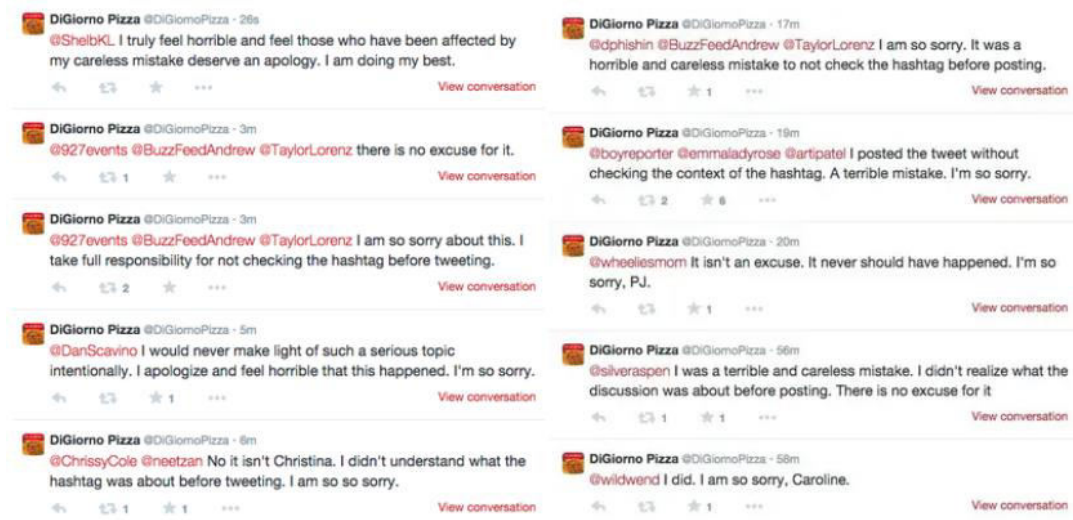 DiGiorno Pizza @DiGiornoPizza · 26s
@ShelbKL I truly feel horrible and feel those who have been affected by
my careless mistake deserve an apology. I am doing my best.
View conversation
DiGiorno Pizza @DiGiornoPizza · 3m
@927events @BuzzFeedAndrew @TaylorLorenz there is no excuse for it.
1
View conversation
DiGiorno Pizza @DiGiornoPizza · 3m
@927events @BuzzFeedAndrew @TaylorLorenz I am so sorry about this. I
take full responsibility for not checking the hashtag before tweeting.
2
View conversation
DiGiorno Pizza @DiGiornoPizza · 5m
@DanScavino I would never make light of such a serious topic
intentionally. I apologize and feel horrible that this happened. I'm so sorry.
1
View conversation
DiGiorno Pizza @DiGiornoPizza · 6m
@ChrissyCole @neetzan No it isn't Christina. I didn't understand what the
hashtag was about before tweeting. I am so so sorry.
1 1
View conversation
DiGiorno Pizza @DiGiornoPizza · 17m
@dphishin @BuzzFeedAndrew @TaylorLorenz I am so sorry. It was a
horrible and careless mistake to not check the hashtag before posting.
1
View conversation
DiGiorno Pizza @DiGiornoPizza · 19m
@boyreporter @emmaladyrose @artipatel I posted the tweet without
checking the context of the hashtag. A terrible mistake. I'm so sorry.
2 6
View conversation
DiGiorno Pizza @DiGiornoPizza · 20m
@wheeliesmom It isn't an excuse. It never should have happened. I'm so
sorry, PJ.
1
View conversation
DiGiorno Pizza @DiGiornoPizza · 56m
@silveraspen I was a terrible and careless mistake. I didn't realize what the
discussion was about before posting. There is no excuse for it
1 1
View conversation
DiGiorno Pizza @DiGiornoPizza · 58m
@wildwend I did. I am so sorry, Caroline.
1
View conversation